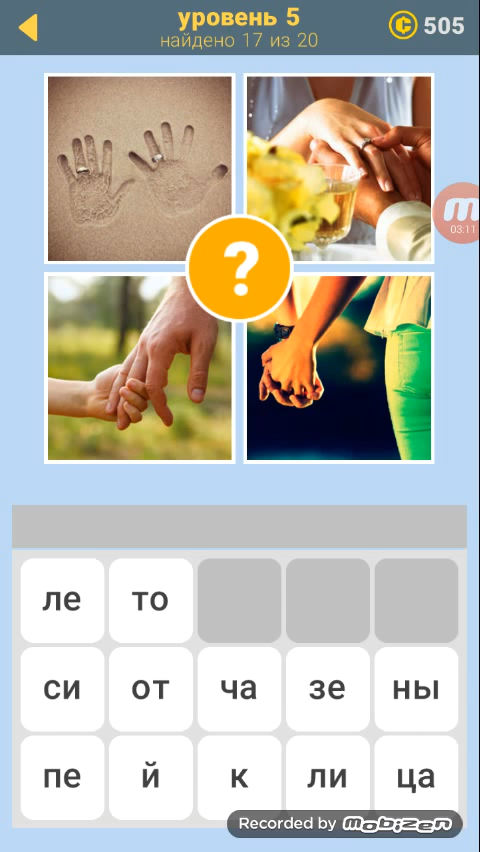 уровень 5
найдено 17 из 20
505
?
m
03:11
ле то
си от ча зе ны
пе й к ли ца
Recorded by mobizen